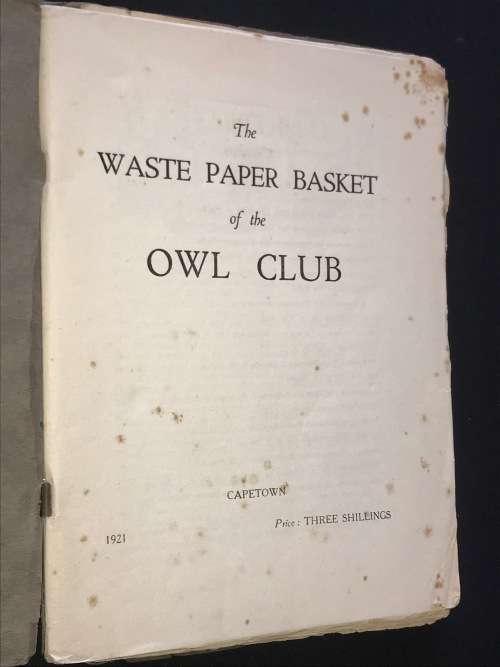 The
WASTE PAPER BASKET
of the
OWL CLUB
CAPETOWN
Price : THREE SHILLINGS
1921